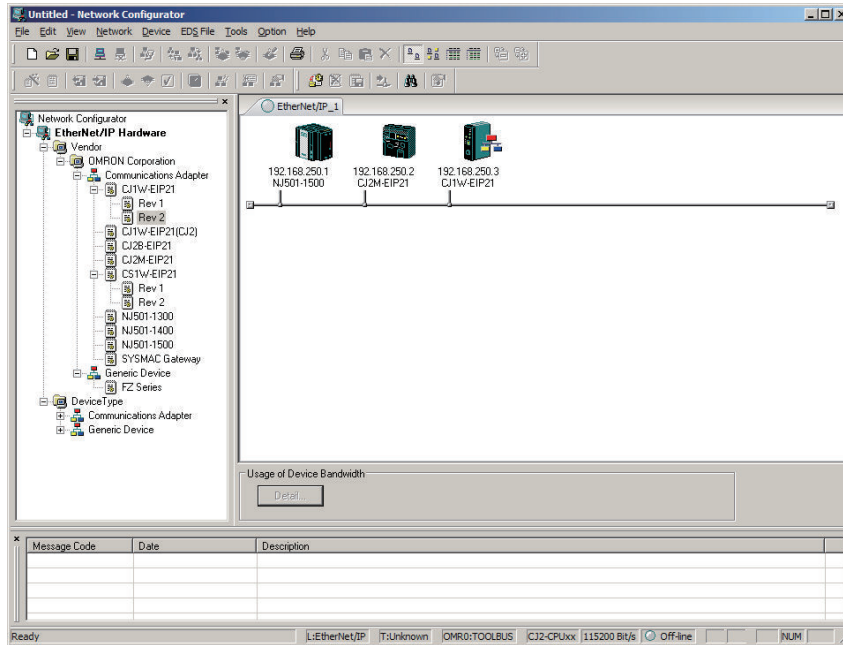 Untitled - Network Configurator
File Edit View Network Device EDS File Tools Option Help
Network Configurator
EtherNet/IP Hardware
Vendor
OMRON Corporation
Communications Adapter
CJ1W-EIP21
Rev 1
Rev 2
CJ1W-EIP21(CJ2)
CJ2B-EIP21
CJ2M-EIP21
CS1W-EIP21
Rev 1
Rev 2
NJ501-1300
NJ501-1400
NJ501-1500
SYSMAC Gateway
Generic Device
FZ Series
DeviceType
Communications Adapter
Generic Device
EtherNet/IP_1
192.168.250.1 192.168.250.2 192.168.250.3
NJ501-1500 CJ2M-EIP21 CJ1W-EIP21
Usage of Device Bandwidth
Detail...
Message Code Date Description
Ready L:EtherNet/IP T:Unknown OMR0:TOOLBUS CJ2-CPUxx 115200 Bit/s Off-line NUM